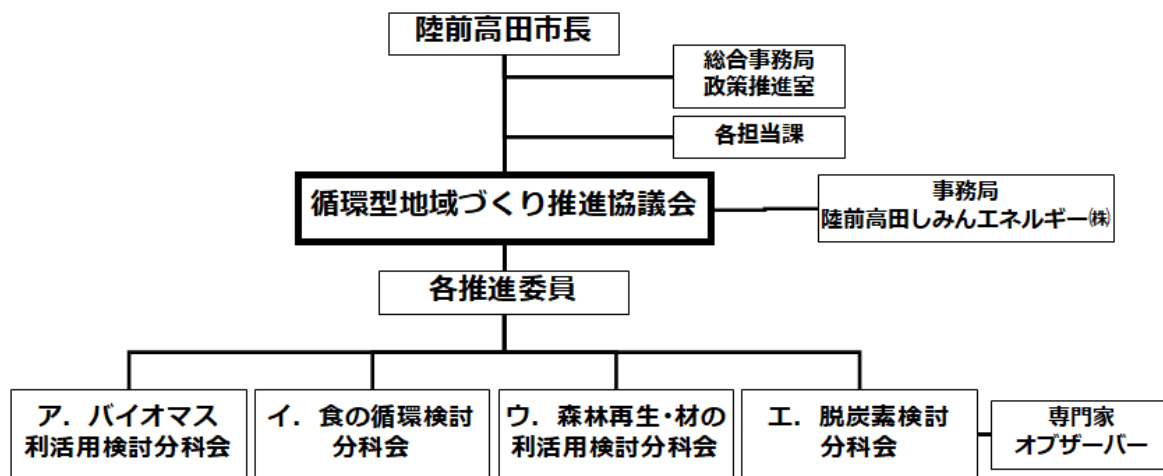 陸前高田市長
総合事務局
政策推進室
各担当課
循環型地域づくり推進協議会
事務局
陸前高田しみんエネルギー㈱
各推進委員
ア．バイオマス
利活用検討分科会
イ．食の循環検討
分科会
ウ．森林再生・材の
利活用検討分科会
エ．脱炭素検討
分科会
専門家
オブザーバー